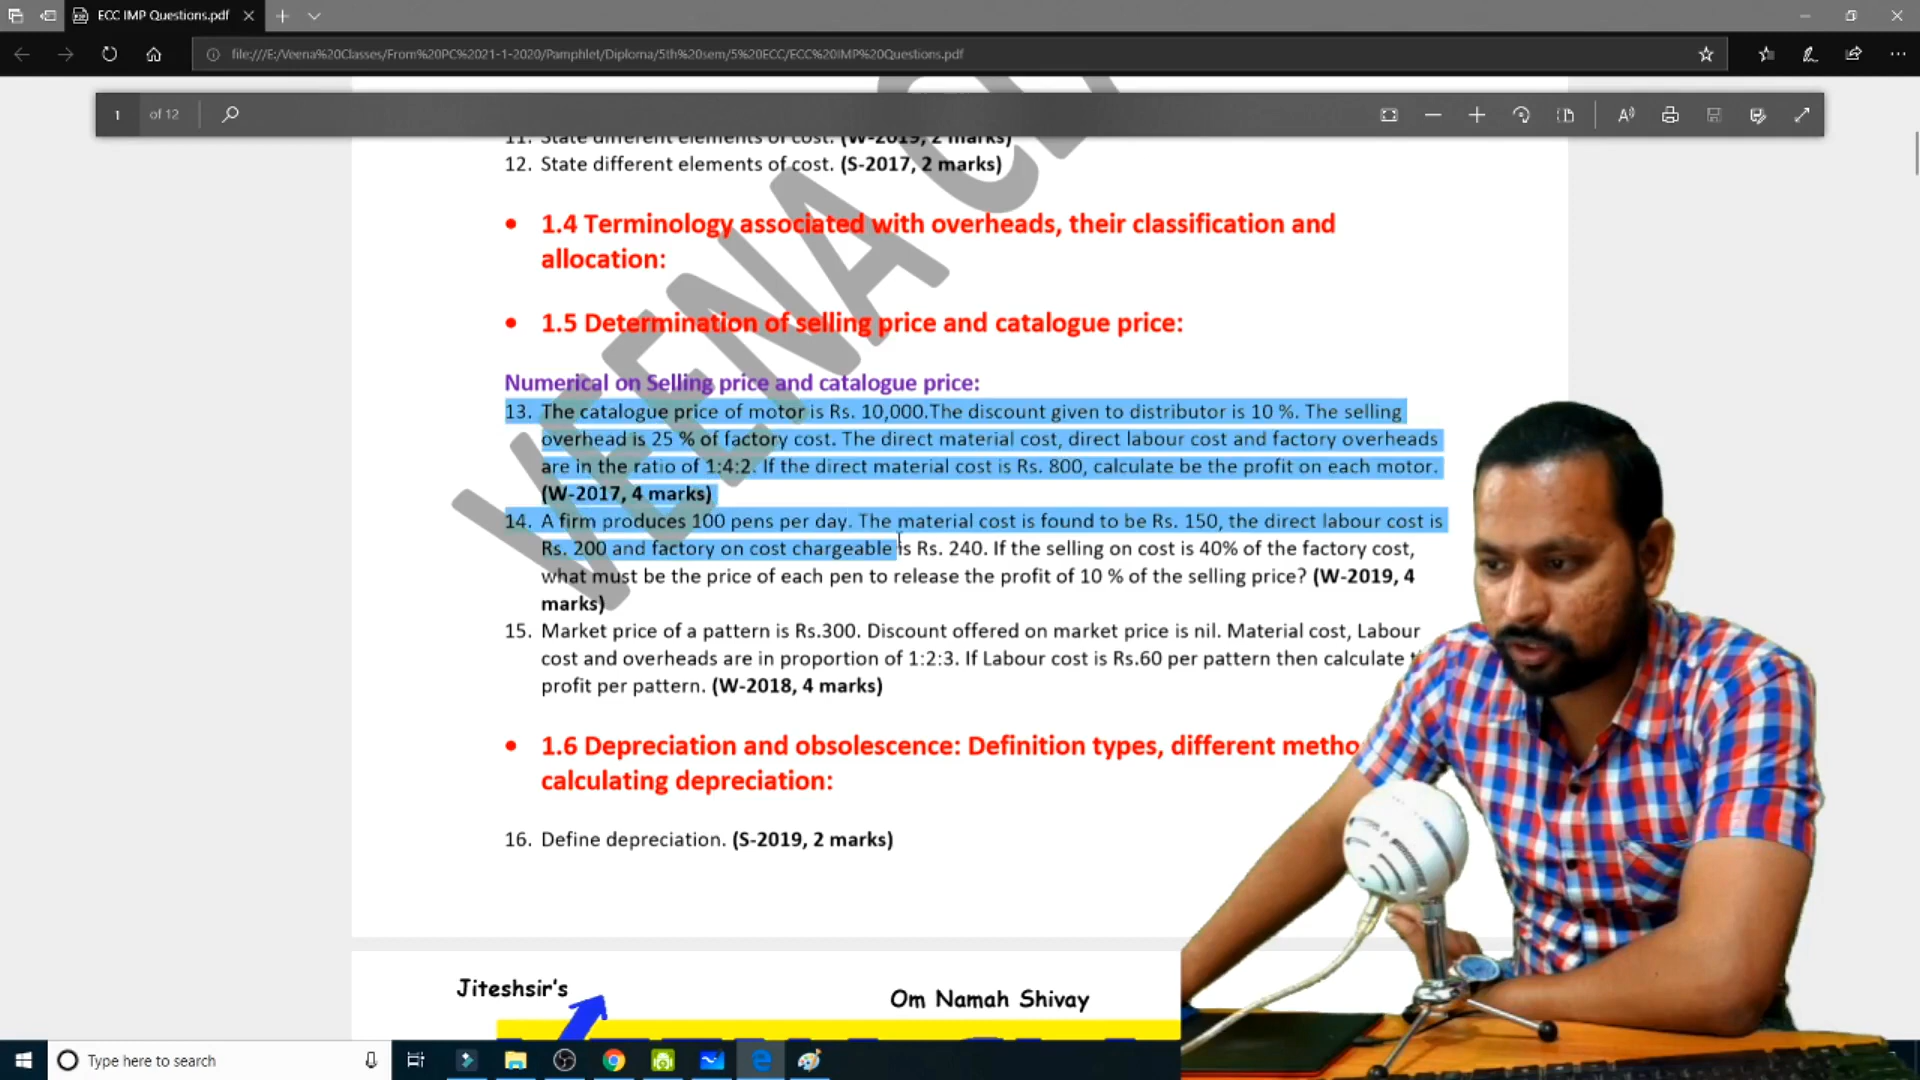 ECC IMP Questions.pdf
file:///E:/Veena%20Classes/From%20PC%2021-1-2020/Pamphlet/Diploma/5th%20sem/5%20ECC/ECC%20IMP%20Questions.pdf
1 of 12
11. State different elements of cost. (W-2019, 2 marks)
12. State different elements of cost. (S-2017, 2 marks)
• 1.4 Terminology associated with overheads, their classification and
allocation:
• 1.5 Determination of selling price and catalogue price:
Numerical on Selling price and catalogue price:
13. The catalogue price of motor is Rs. 10,000.The discount given to distributor is 10 %. The selling
overhead is 25 % of factory cost. The direct material cost, direct labour cost and factory overheads
are in the ratio of 1:4:2. If the direct material cost is Rs. 800, calculate be the profit on each motor.
(W-2017, 4 marks)
14. A firm produces 100 pens per day. The material cost is found to be Rs. 150, the direct labour cost is
Rs. 200 and factory on cost chargeable is Rs. 240. If the selling on cost is 40% of the factory cost,
what must be the price of each pen to release the profit of 10 % of the selling price? (W-2019, 4
marks)
15. Market price of a pattern is Rs.300. Discount offered on market price is nil. Material cost, Labour
cost and overheads are in proportion of 1:2:3. If Labour cost is Rs.60 per pattern then calculate
profit per pattern. (W-2018, 4 marks)
• 1.6 Depreciation and obsolescence: Definition types, different metho
calculating depreciation:
16. Define depreciation. (S-2019, 2 marks)
VEENA
Jiteshsir's
Om Namah Shivay
Type here to search